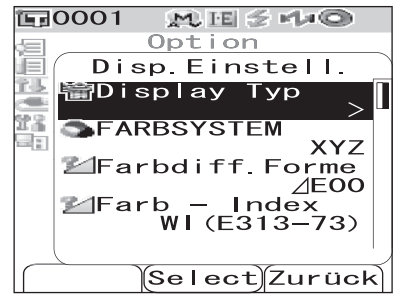 0001 M I·E
Option
Disp.Einstell.
Display Typ
>
FARBSYSTEM
XYZ
Farbdiff.Forme
⊿E00
Farb – Index
WI(E313–73)
Select Zurück